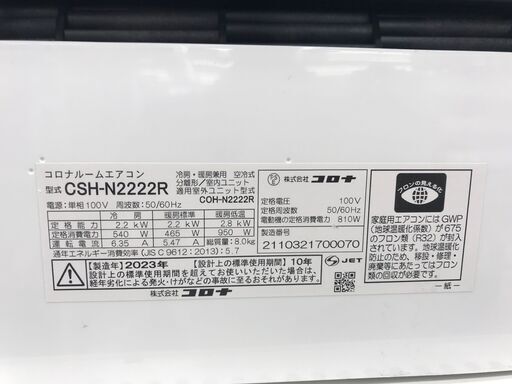 コロナルームエアコン
型式 CSH-N2222R
冷房・暖房兼用 空冷式
分離形/室内ユニット
適用室外ユニット型式
COH-N2222R
電源:単相100V 周波数:50/60Hz
冷房 暖房標準 暖房低温
定格能力 2.2 kW 2.2 kW 2.8 kW
定格消費電力 540 W 465 W 950 W
運転電流 6.35 A 5.47 A 総質量:8.0kg
通年エネルギー消費効率(JIS C 9612:2013):5.7
株式会社 コロナ
定格電圧 100V
定格周波数 50/60Hz
電動機の定格消費電力 810W
製造番号
2110321700070
【製造年】2023年 【設計上の標準使用期間】10年
設計上の標準使用期間を超えてお使いいただいた場合は、
経年劣化による発火・けがなどの事故に至るおそれがあります。
株式会社 コロナ
JET
フロンの見える化
家庭用エアコンにはGWP
(地球温暖化係数)が675
のフロン類(R32)が封入
されています。地球温暖化
防止のため、移設・修理・
廃棄等にあたってはフロン
類の回収が必要です。
-紙-